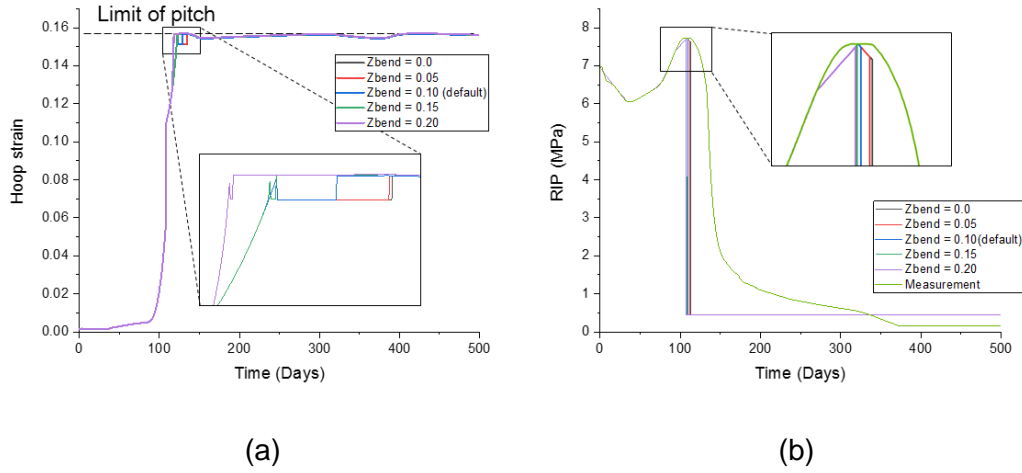 Limit of pitch
0.16
0.14
0.12
0.10
0.08
0.06
0.04
0.02
0.00
Hoop strain
Zbend = 0.0
Zbend = 0.05
Zbend = 0.10 (default)
Zbend = 0.15
Zbend = 0.20
0 100 200 300 400 500
Time (Days)
(a)
8
7
6
5
4
3
2
1
0
RIP (MPa)
Zbend = 0.0
Zbend = 0.05
Zbend = 0.10(default)
Zbend = 0.15
Zbend = 0.20
Measurement
0 100 200 300 400 500
Time (Days)
(b)